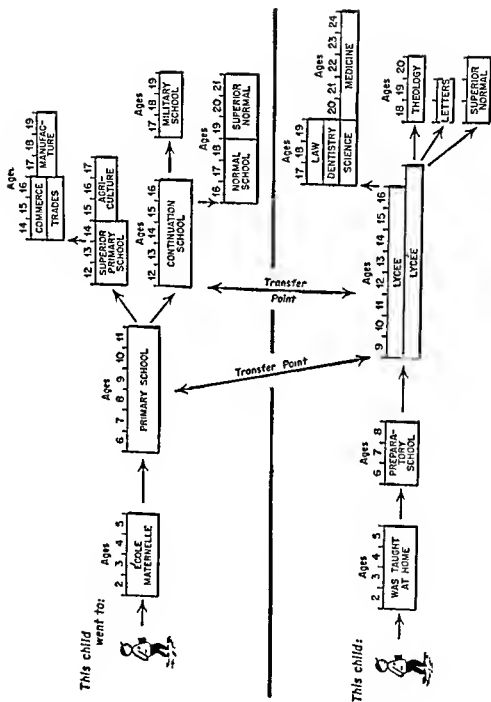 This child
went to:
Ages
2 3 4 5
ÉCOLE
MATERNELLE
Ages
6 7 8 9 10 11
PRIMARY SCHOOL
Ages
12 13 14 15 16 17
SUPERIOR
PRIMARY
SCHOOL
AGRI-
CULTURE
Ages
14 15 16 17 18 19
COMMERCE
TRADES
MANUFAC-
TURE
Ages
12 13 14 15 16
CONTINUATION
SCHOOL
Ages
17 18 19
MILITARY
SCHOOL
Ages
16 17 18 19 20 21
NORMAL SCHOOL
SUPERIOR
NORMAL
Transfer
Point
Transfer Point
This child:
Ages
2 3 4 5
WAS TAUGHT
AT HOME
Ages
6 7 8
PREPARA-
TORY
SCHOOL
Ages
9 10 11 12 13 14 15 16
LYCEE
LYCEE
Ages
17 18 19
LAW
DENTISTRY
SCIENCE
Ages
20 21 22 23 24
MEDICINE
Ages
18 19 20
THEOLOGY
LETTERS
SUPERIOR
NORMAL